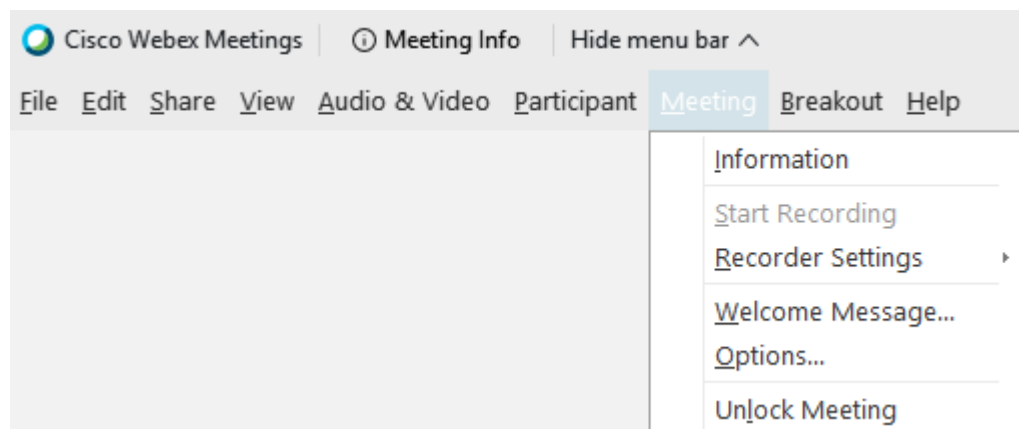 Cisco Webex Meetings Meeting Info Hide menu bar
File Edit Share View Audio & Video Participant Meeting Breakout Help
Information
Start Recording
Recorder Settings
Welcome Message...
Options...
Unlock Meeting